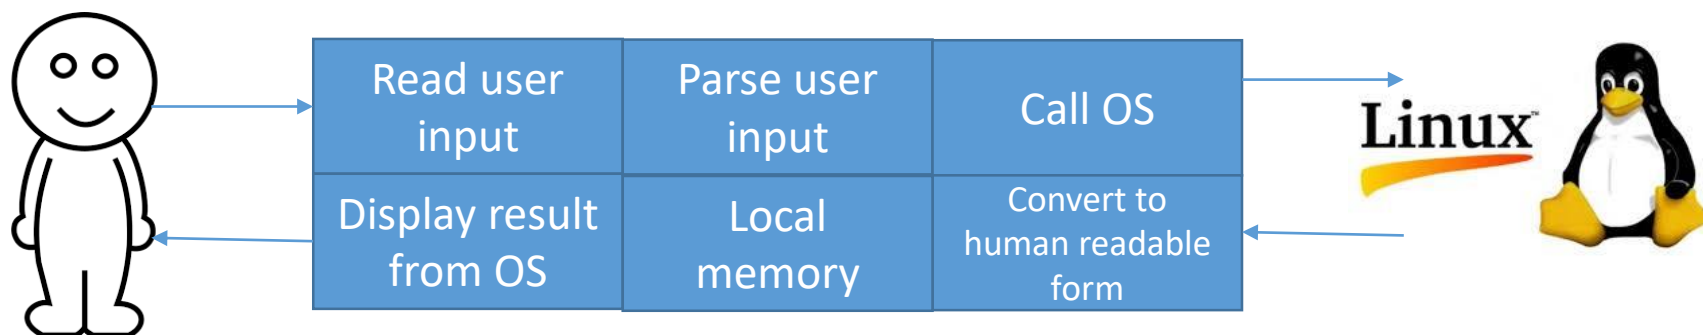 Read user
input
Parse user
input
Call OS
Linux™
Display result
from OS
Local
memory
Convert to
human readable
form